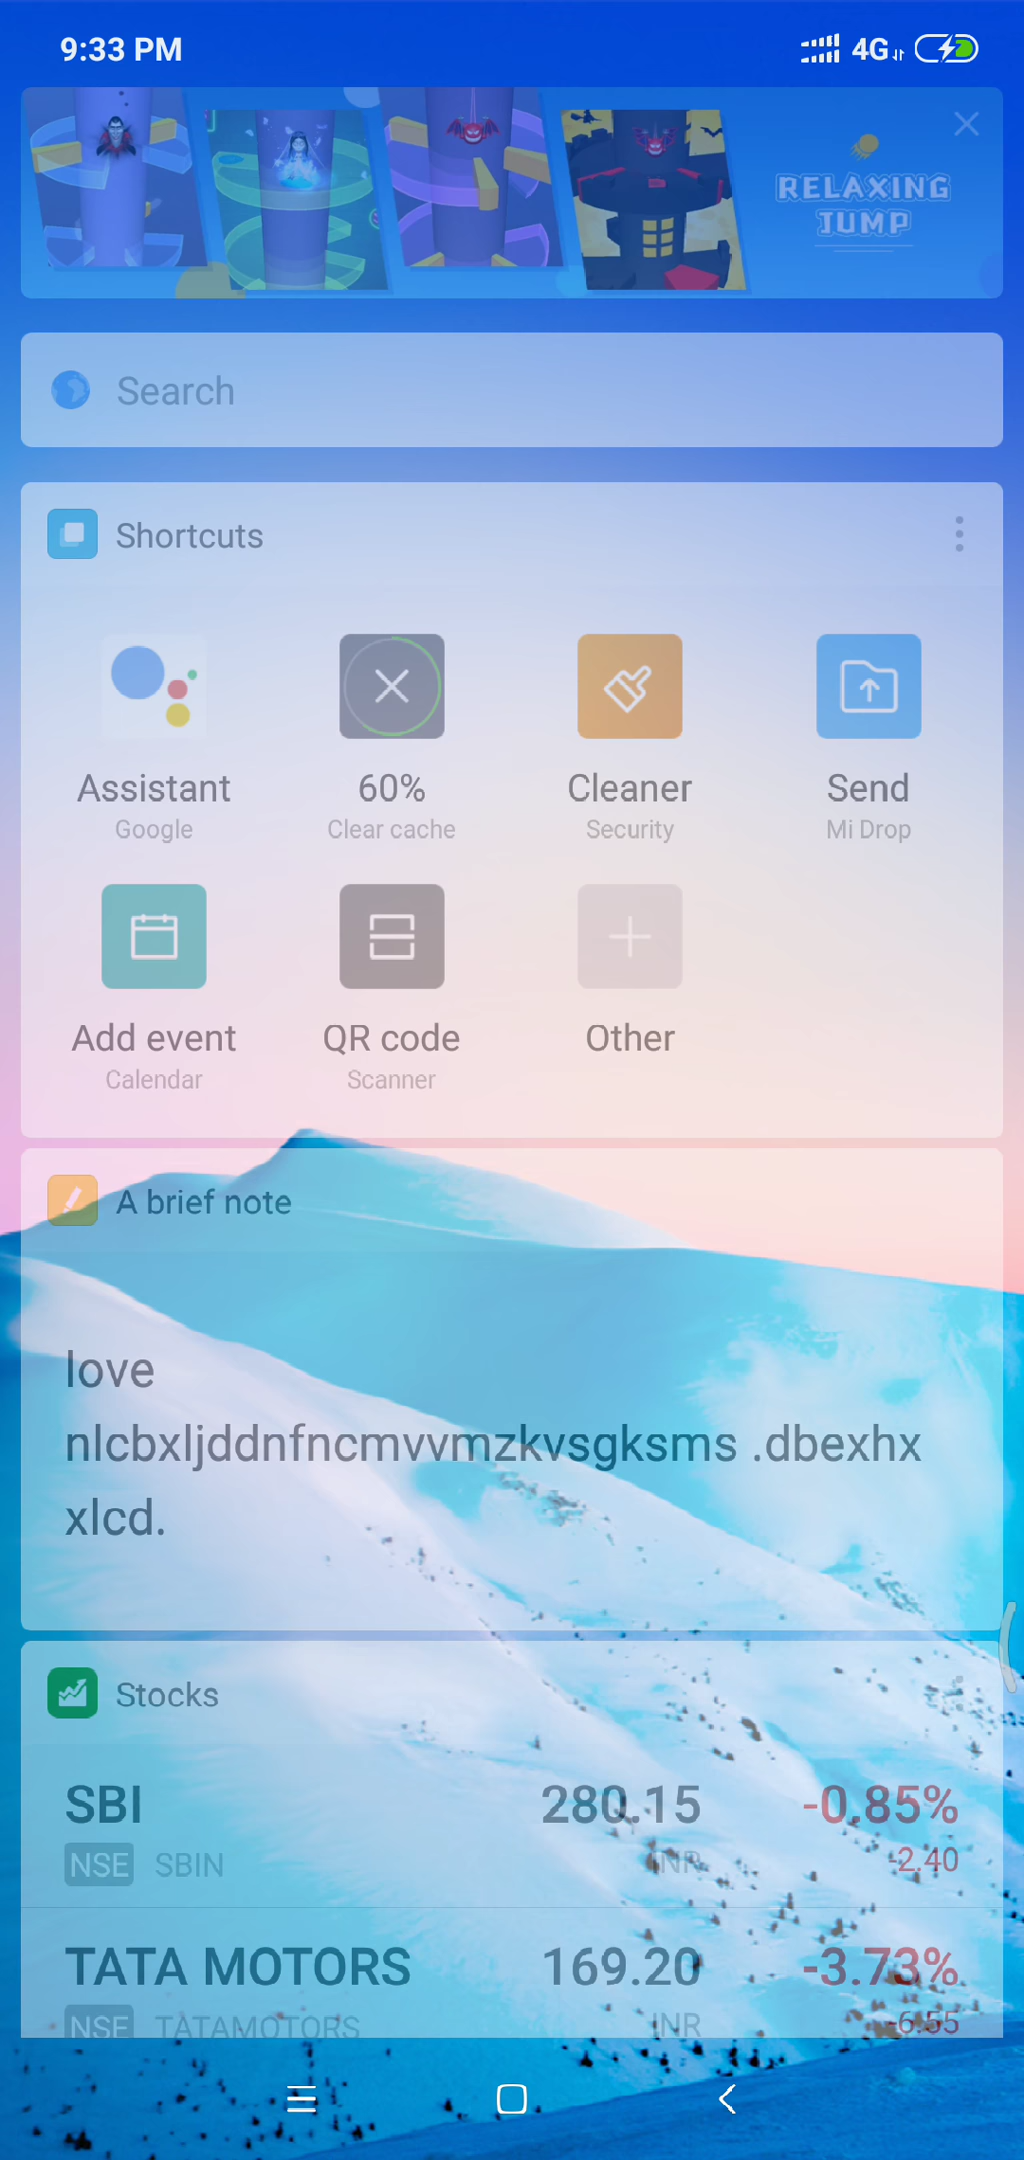 9:33 PM
4G
RELAXING
JUMP
Search
Shortcuts
Assistant
Google
60%
Clear cache
Cleaner
Security
Send
Mi Drop
Add event
Calendar
QR code
Scanner
Other
A brief note
love
nlcbxljddnfncmvvmzkvsgksms .dbexhx
xlcd.
Stocks
SBI 280.15 -0.85%
NSE SBIN INR -2.40
TATA MOTORS 169.20 -3.73%
NSE TATAMOTORS INR -6.55